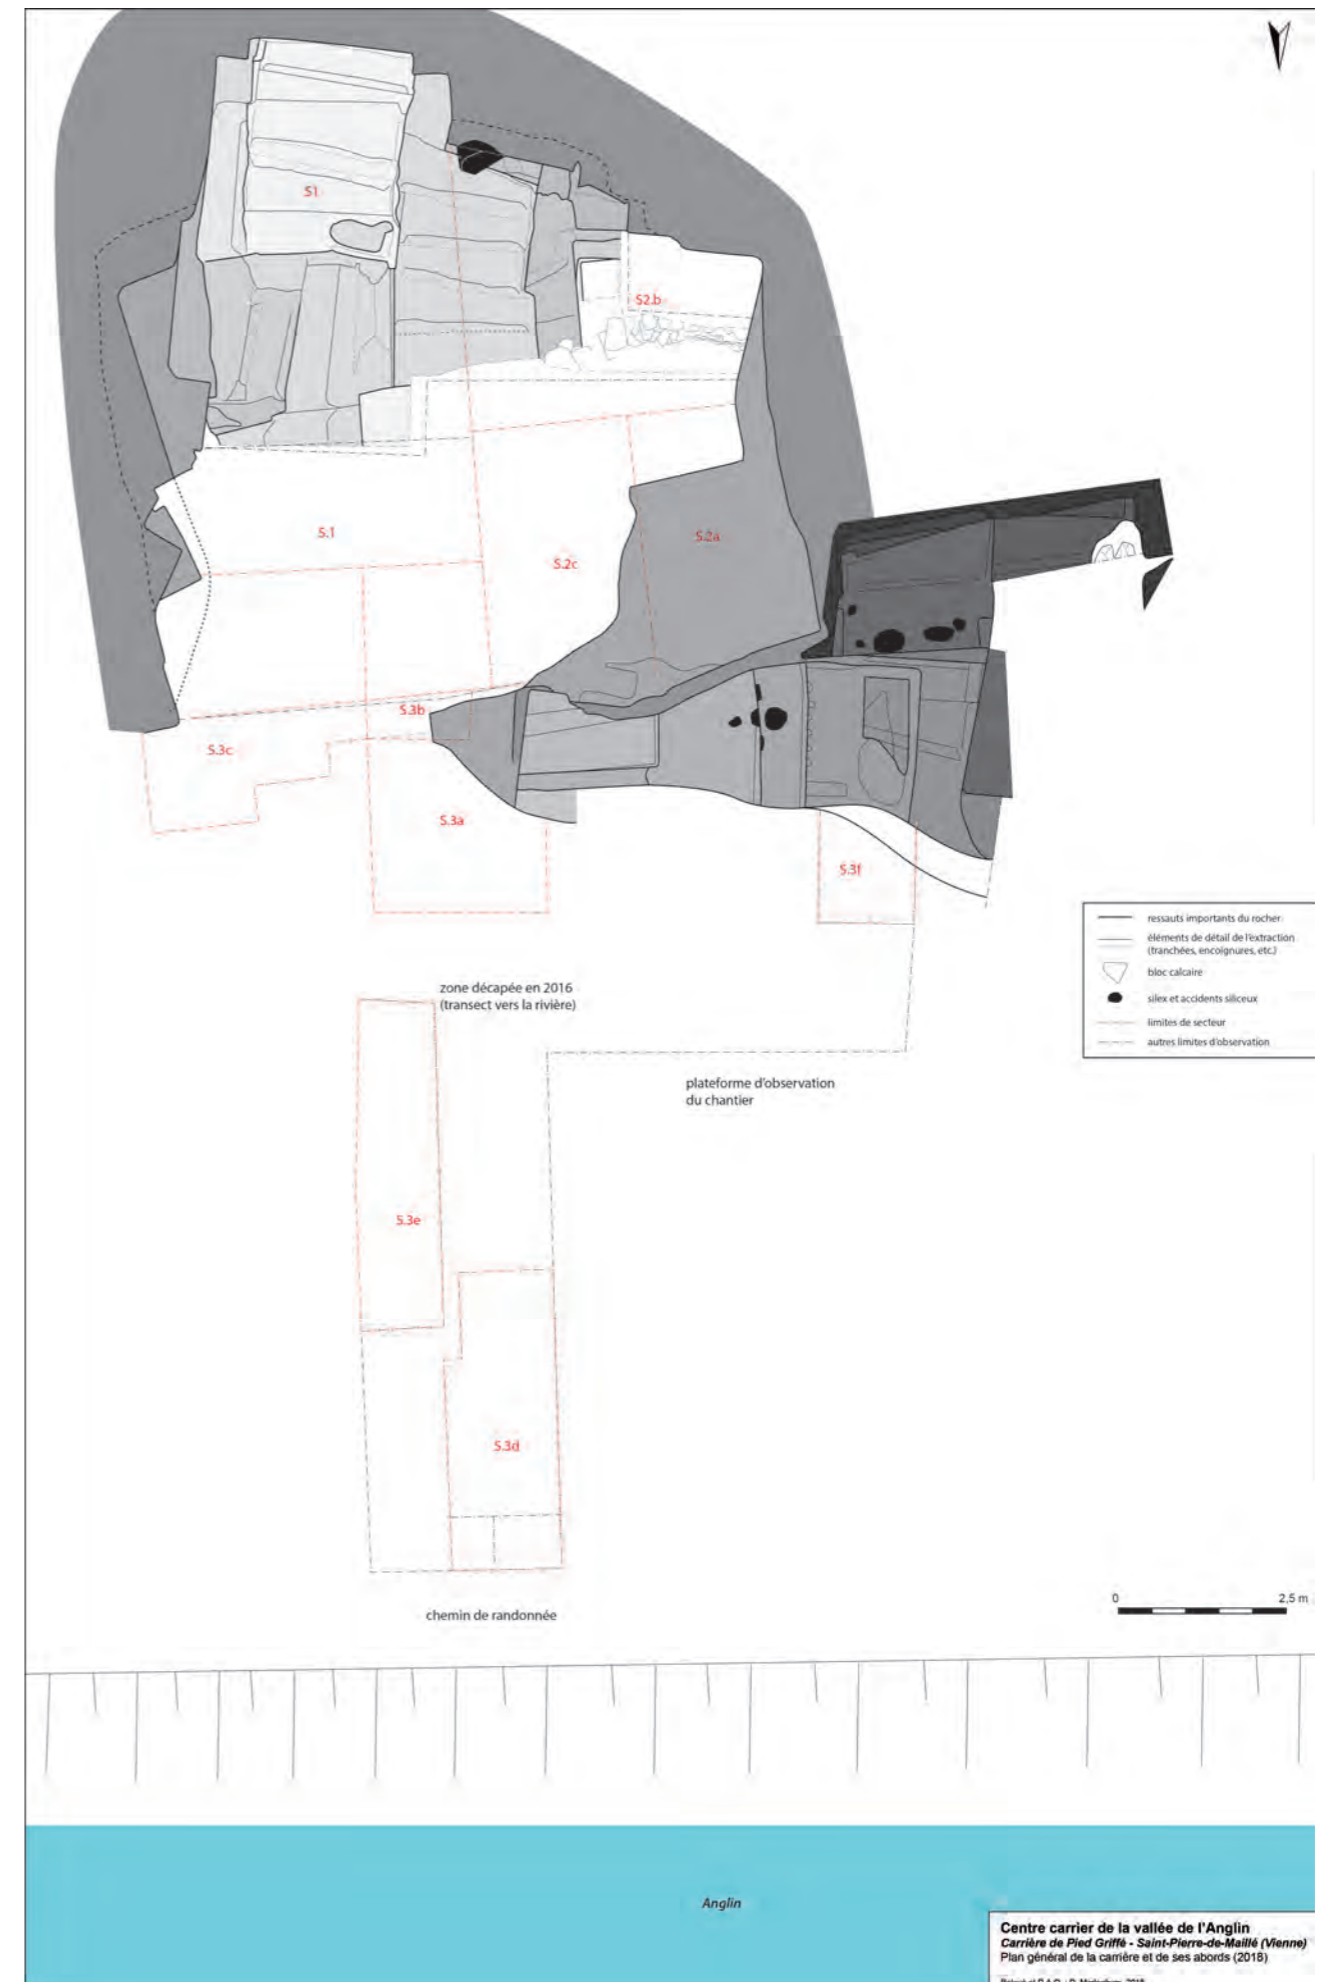 S1
S2.b
S.1
S.2c
S.2a
S.3b
S.3c
S.3a
S.3f
ressauts importants du rocher
éléments de détail de l'extraction
(tranchées, encoignures, etc.)
bloc calcaire
silex et accidents siliceux
limites de secteur
autres limites d'observation
zone décapée en 2016
(transect vers la rivière)
plateforme d'observation
du chantier
S.3e
S.3d
0 2,5 m
chemin de randonnée
Anglin
Centre carrier de la vallée de l'Anglin
Carrière de Pied Griffé - Saint-Pierre-de-Maillé (Vienne)
Plan général de la carrière et de ses abords (2018)